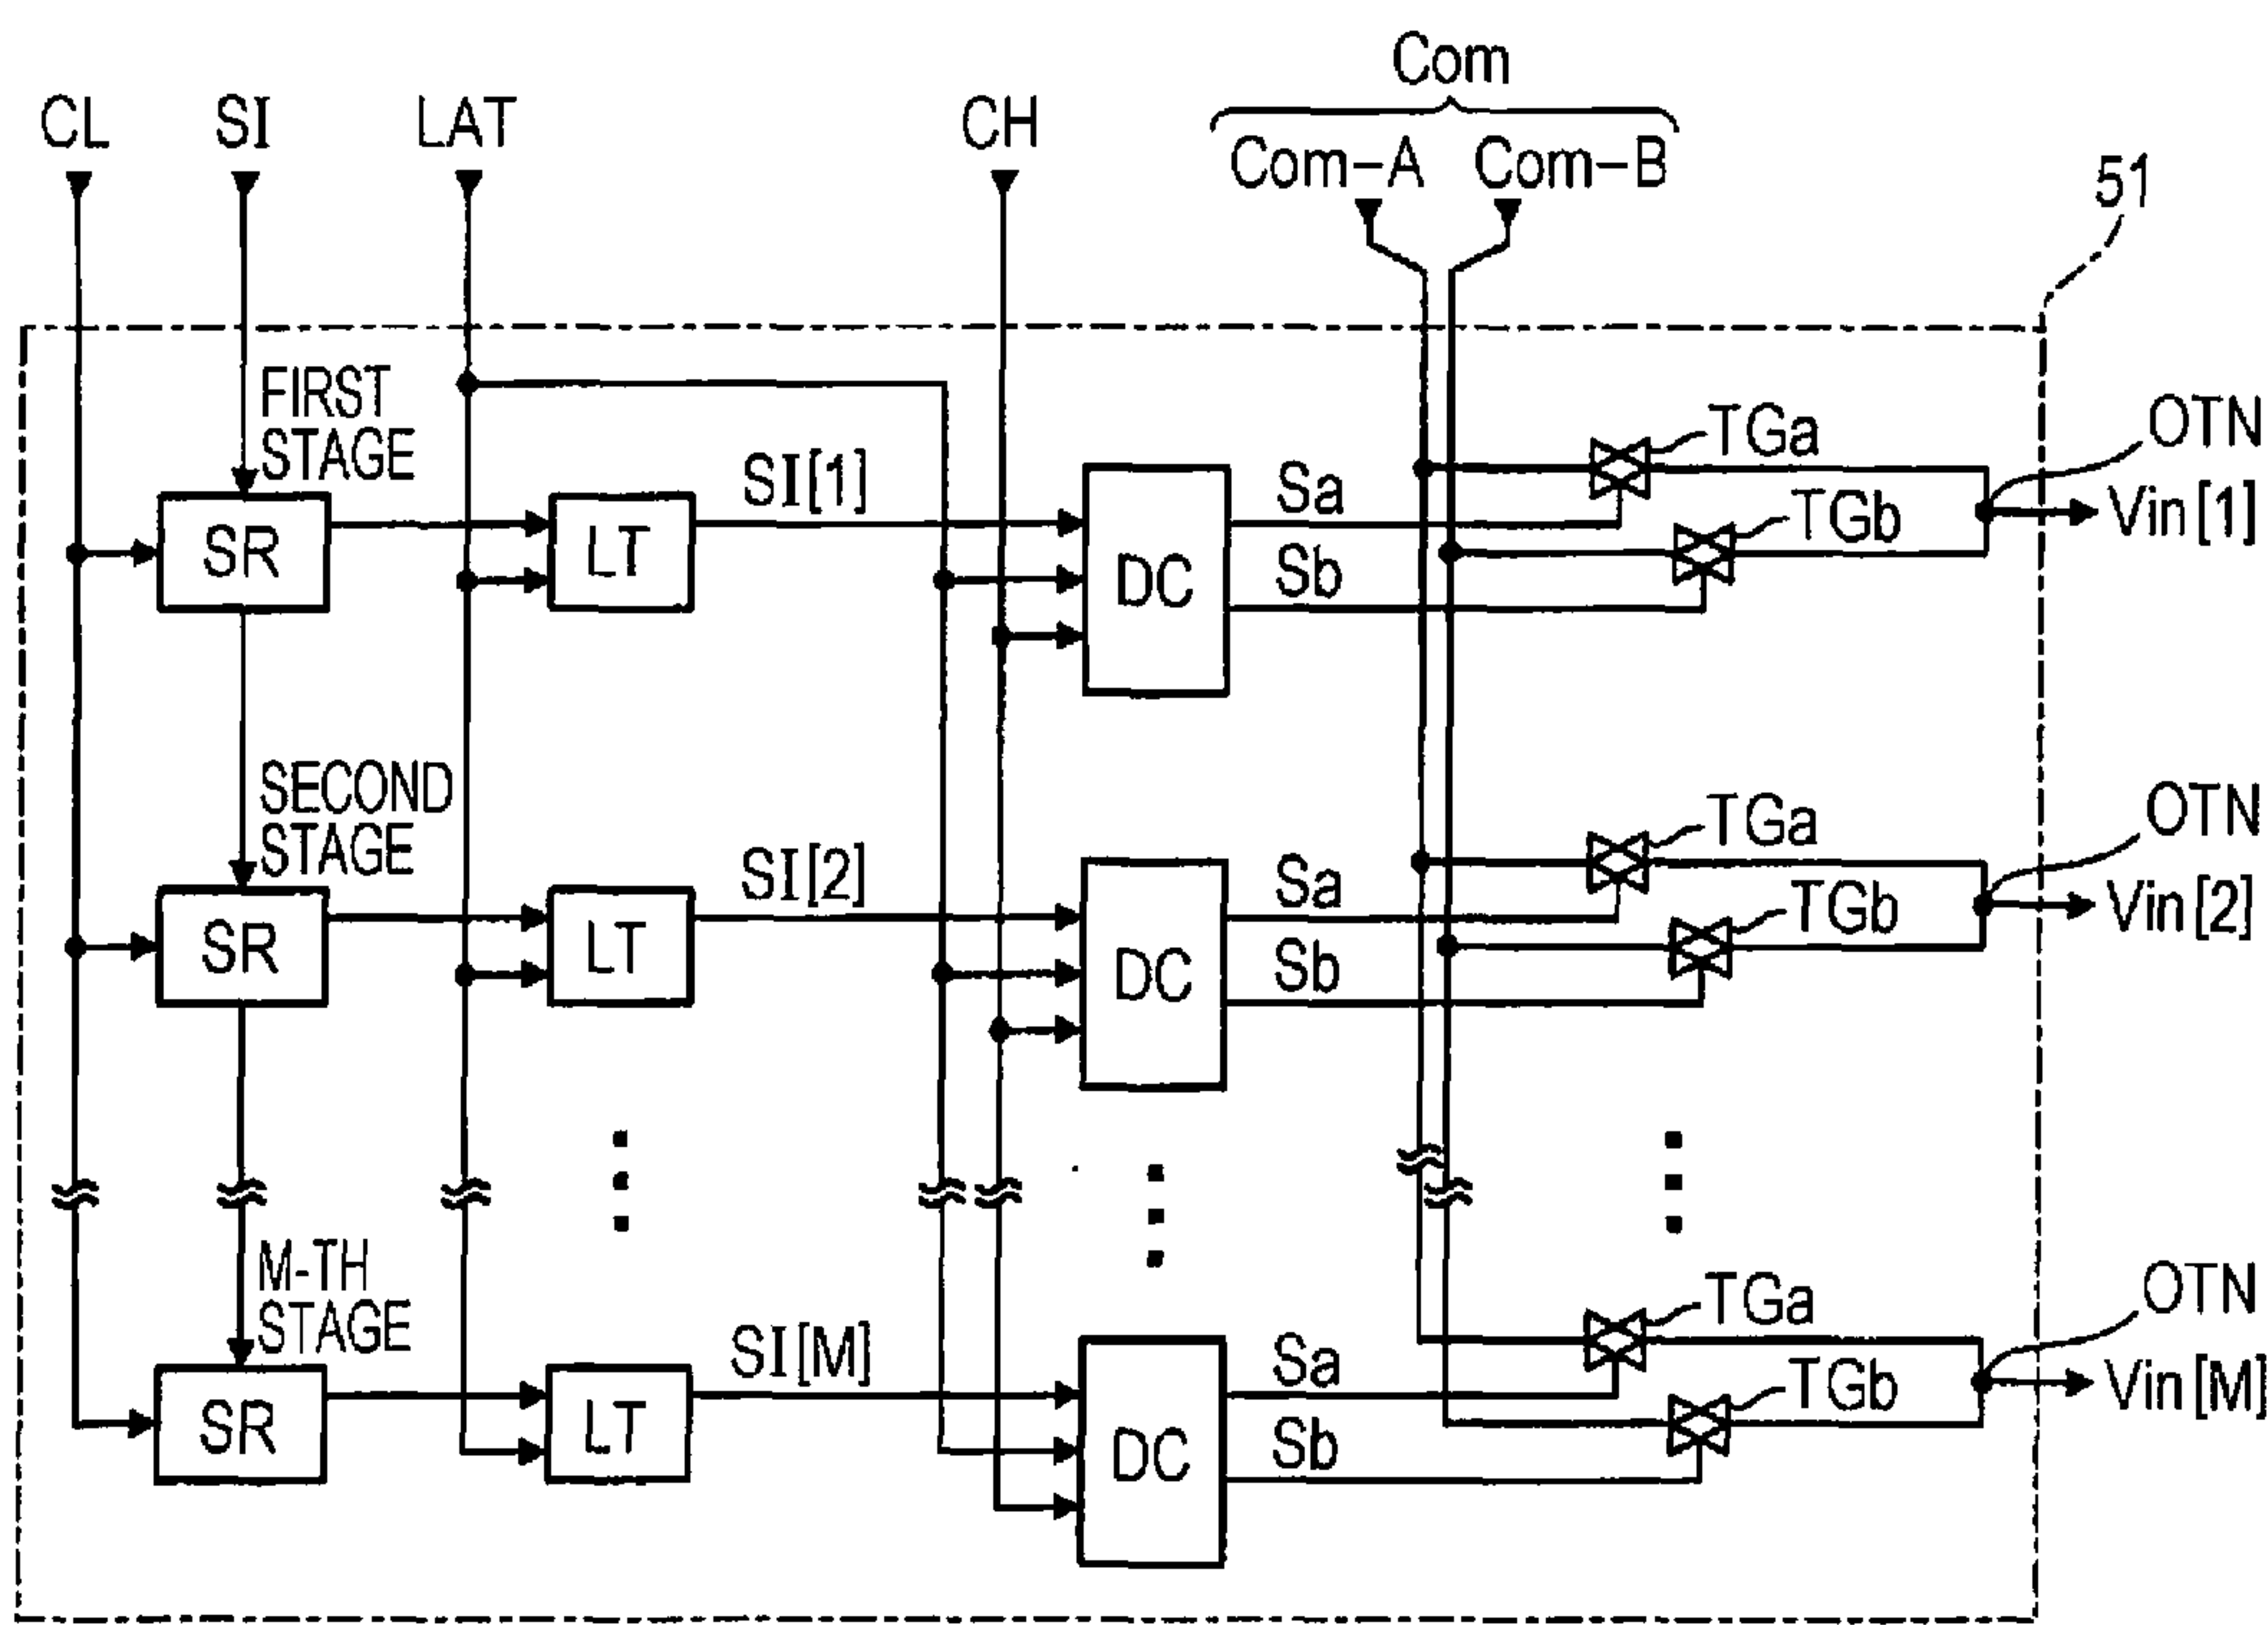 Com
CL SI LAT CH Com-A Com-B
51
FIRST
STAGE
TGa
OTN
SI[1]
Sa
Vin[1]
TGb
SR
LT
DC
Sb
SECOND
STAGE
TGa
OTN
SI[2]
Sa
Vin[2]
TGb
SR
LT
DC
Sb
M-TH
STAGE
TGa
OTN
SI[M]
Sa
Vin[M]
TGb
SR
LT
DC
Sb